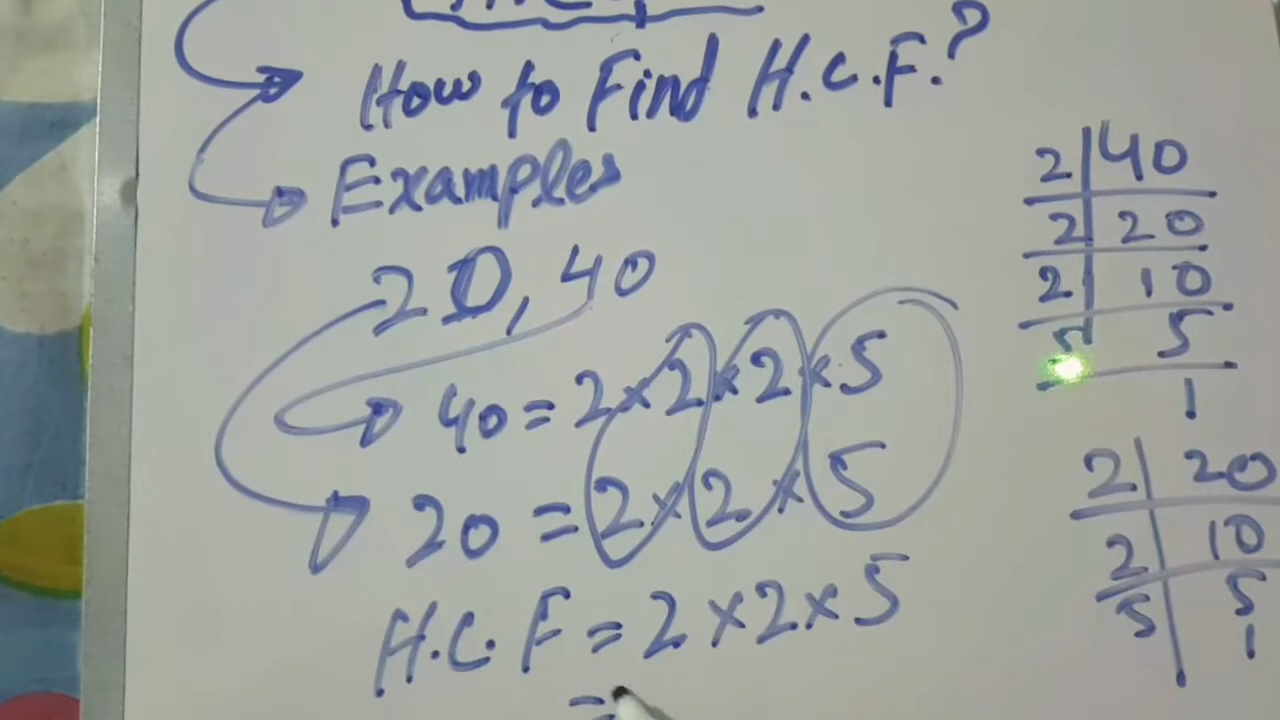 How to Find H.C.F.?
Examples
20, 40
40 = 2×2×2×5
20 = 2×2×5
H.C.F = 2×2×5
=
2 40
2 20
2 10
5 5
1
2 20
2 10
5 5
1